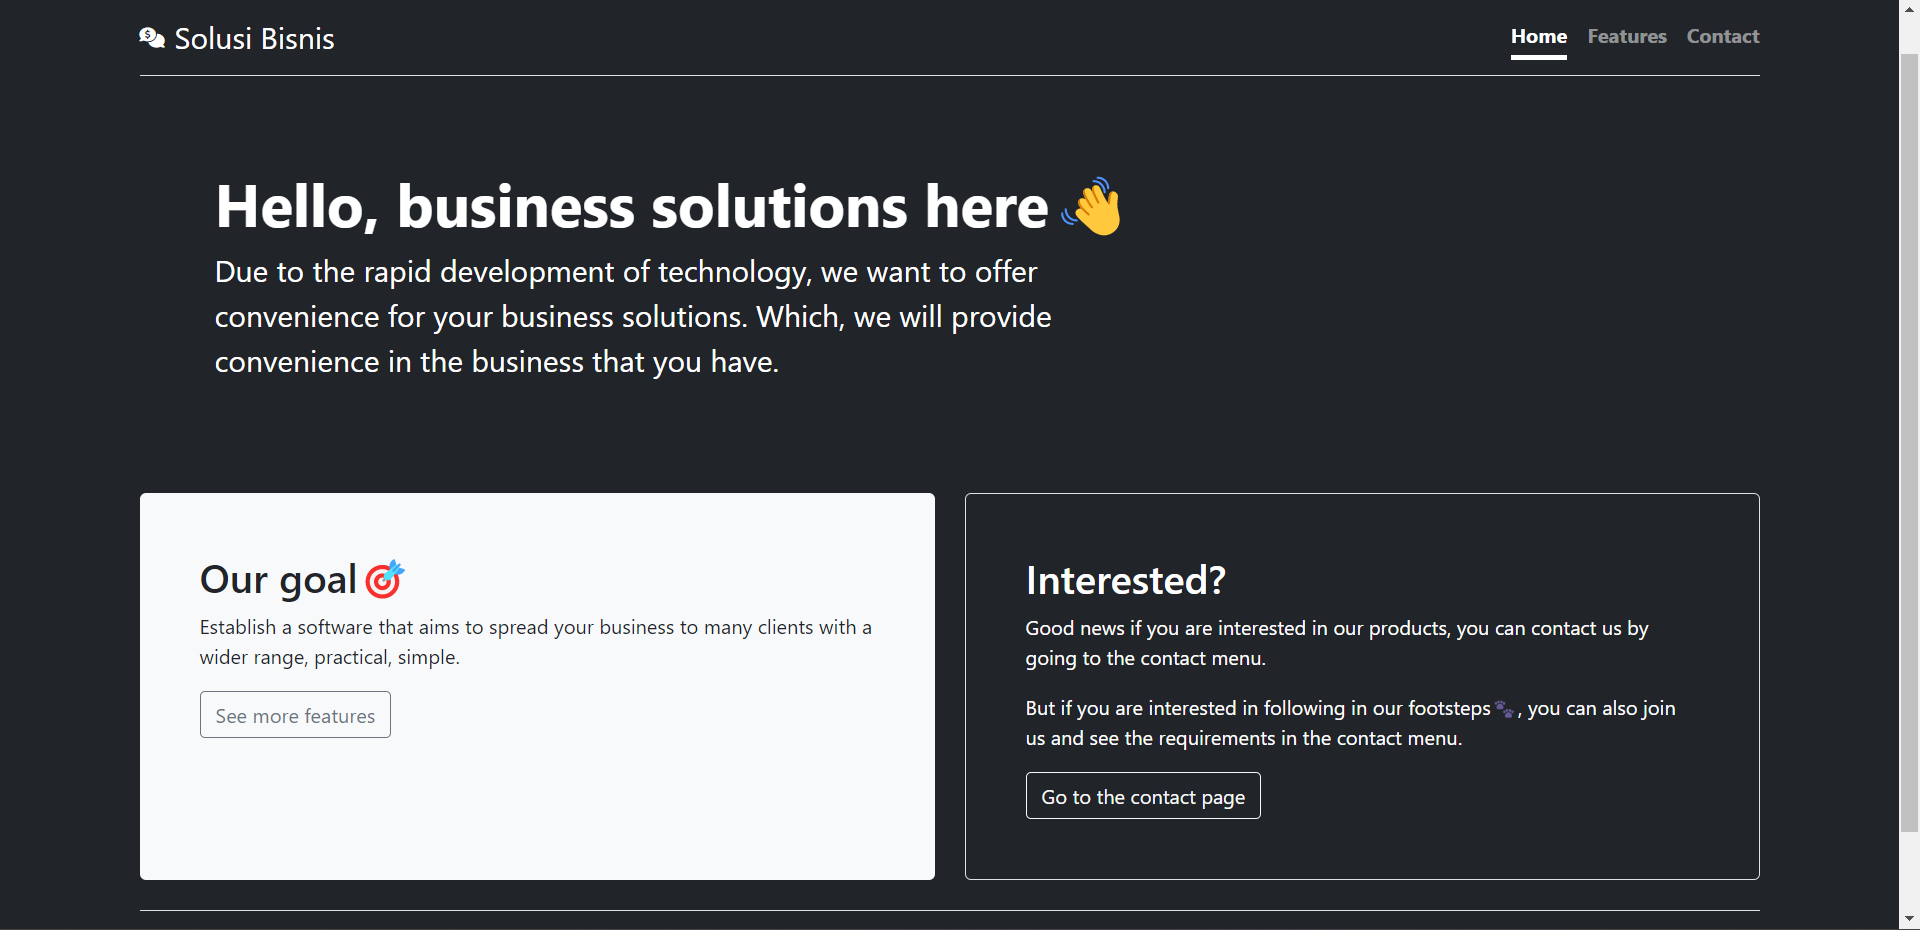 Solusi Bisnis
Home Features Contact
Hello, business solutions here 👋
Due to the rapid development of technology, we want to offer
convenience for your business solutions. Which, we will provide
convenience in the business that you have.
Our goal 🎯
Establish a software that aims to spread your business to many clients with a
wider range, practical, simple.
See more features
Interested?
Good news if you are interested in our products, you can contact us by
going to the contact menu.
But if you are interested in following in our footsteps 🐾, you can also join
us and see the requirements in the contact menu.
Go to the contact page